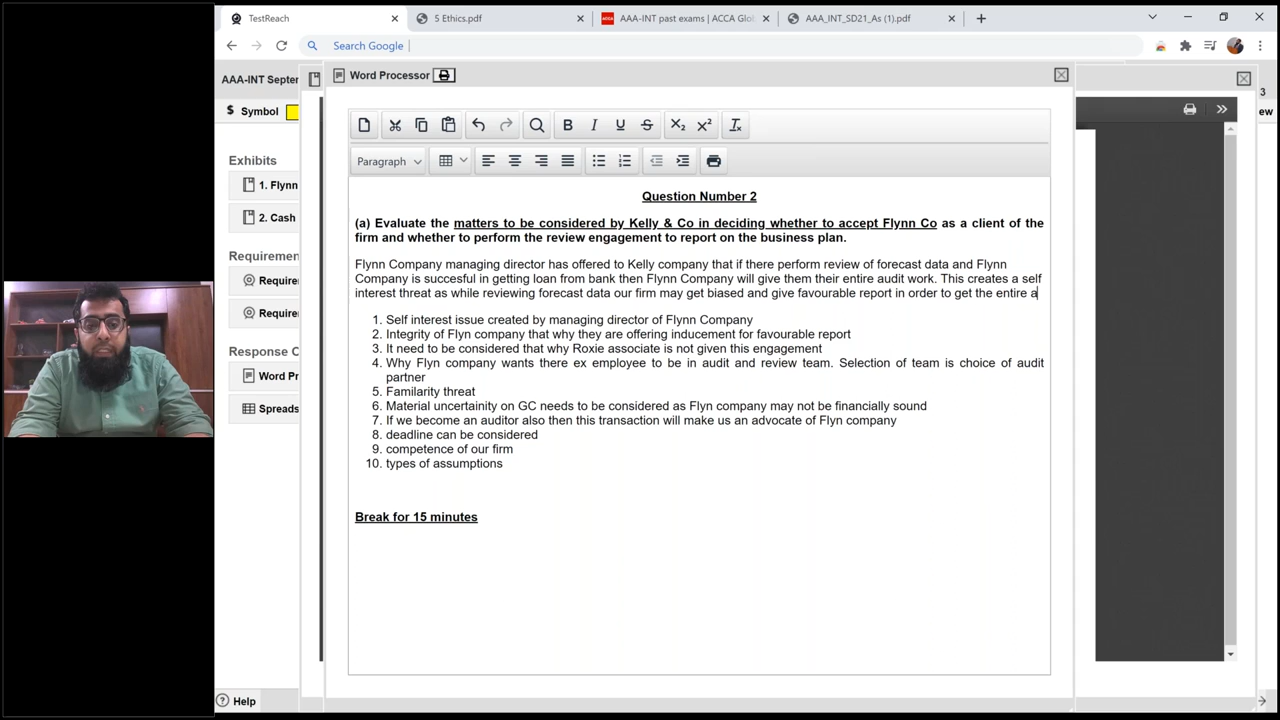 TestReach
5 Ethics.pdf
AAA-INT past exams | ACCA Glo
AAA_INT_SD21_As (1).pdf
Search Google
AAA-INT Septem
Word Processor
3
$ Symbol
ew
Exhibits
1. Flynn
2. Cash
Requiremen
Require
Require
Response O
Word Pr
Spreads
Help
B I U S X₂ X² Ix
Paragraph
Question Number 2
(a) Evaluate the matters to be considered by Kelly & Co in deciding whether to accept Flynn Co as a client of the
firm and whether to perform the review engagement to report on the business plan.
Flynn Company managing director has offered to Kelly company that if there perform review of forecast data and Flynn
Company is succesful in getting loan from bank then Flynn Company will give them their entire audit work. This creates a self
interest threat as while reviewing forecast data our firm may get biased and give favourable report in order to get the entire a
1. Self interest issue created by managing director of Flynn Company
2. Integrity of Flyn company that why they are offering inducement for favourable report
3. It need to be considered that why Roxie associate is not given this engagement
4. Why Flyn company wants there ex employee to be in audit and review team. Selection of team is choice of audit
partner
5. Familarity threat
6. Material uncertainity on GC needs to be considered as Flyn company may not be financially sound
7. If we become an auditor also then this transaction will make us an advocate of Flyn company
8. deadline can be considered
9. competence of our firm
10. types of assumptions
Break for 15 minutes